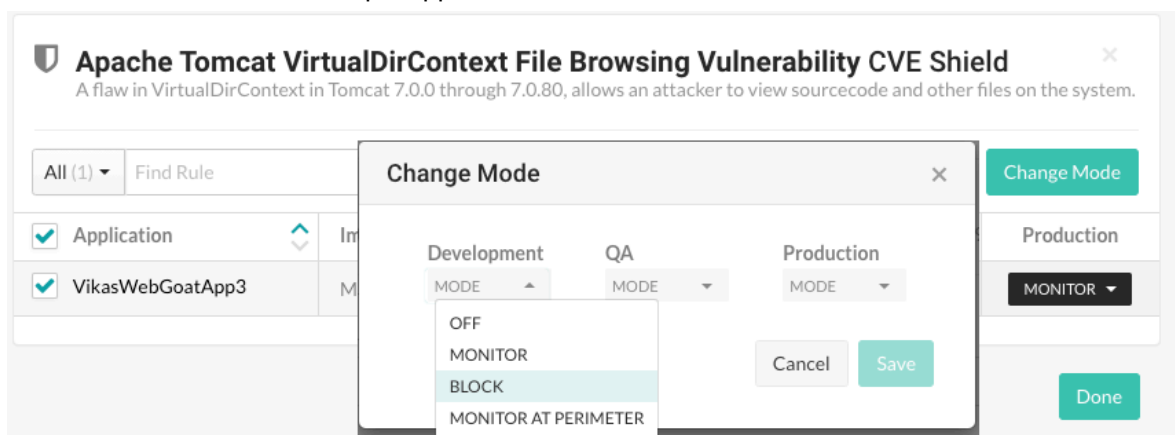 Apache Tomcat VirtualDirContext File Browsing Vulnerability CVE Shield
A flaw in VirtualDirContext in Tomcat 7.0.0 through 7.0.80, allows an attacker to view sourcecode and other files on the system.
All (1) Find Rule
Change Mode
Change Mode
Application
Production
Development QA Production
VikasWebGoatApp3
MODE MODE MODE
MONITOR
OFF
MONITOR
BLOCK
MONITOR AT PERIMETER
Cancel Save
Done